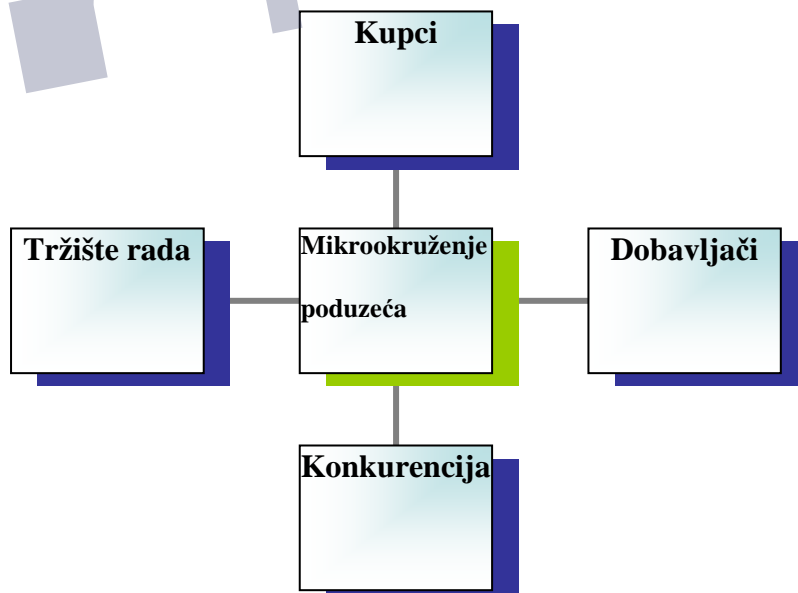 Kupci
Tržište rada
Mikrookruženje
poduzeća
Dobavljači
Konkurencija